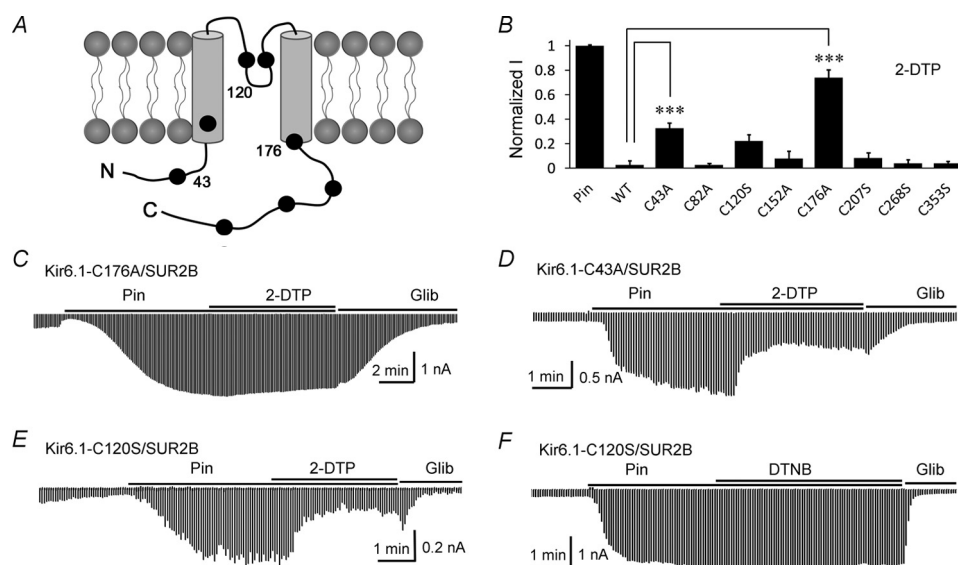 A
120
176
N
43
C
B
2-DTP
Normalized I
1
0.8
0.6
0.4
0.2
0
***
***
Pin
WT
C43A
C82A
C120S
C152A
C176A
C207S
C268S
C353S
C
Kir6.1-C176A/SUR2B
Pin
2-DTP
Glib
2 min
1 nA
D
Kir6.1-C43A/SUR2B
Pin
2-DTP
Glib
1 min
0.5 nA
E
Kir6.1-C120S/SUR2B
Pin
2-DTP
Glib
1 min
0.2 nA
F
Kir6.1-C120S/SUR2B
Pin
DTNB
Glib
1 min
1 nA